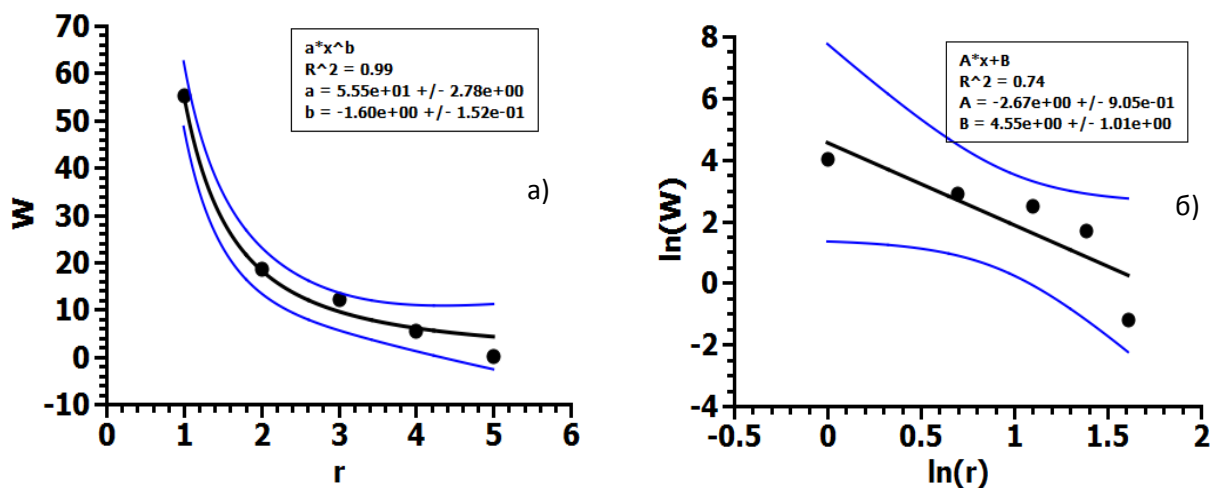 70
60
50
40
30
20
10
0
-10
W
0 1 2 3 4 5 6
r
a*x^b
R^2 = 0.99
a = 5.55e+01 +/- 2.78e+00
b = -1.60e+00 +/- 1.52e-01
а)
8
6
4
2
0
-2
-4
ln(W)
-0.5 0 0.5 1 1.5 2
ln(r)
A*x+B
R^2 = 0.74
A = -2.67e+00 +/- 9.05e-01
B = 4.55e+00 +/- 1.01e+00
б)